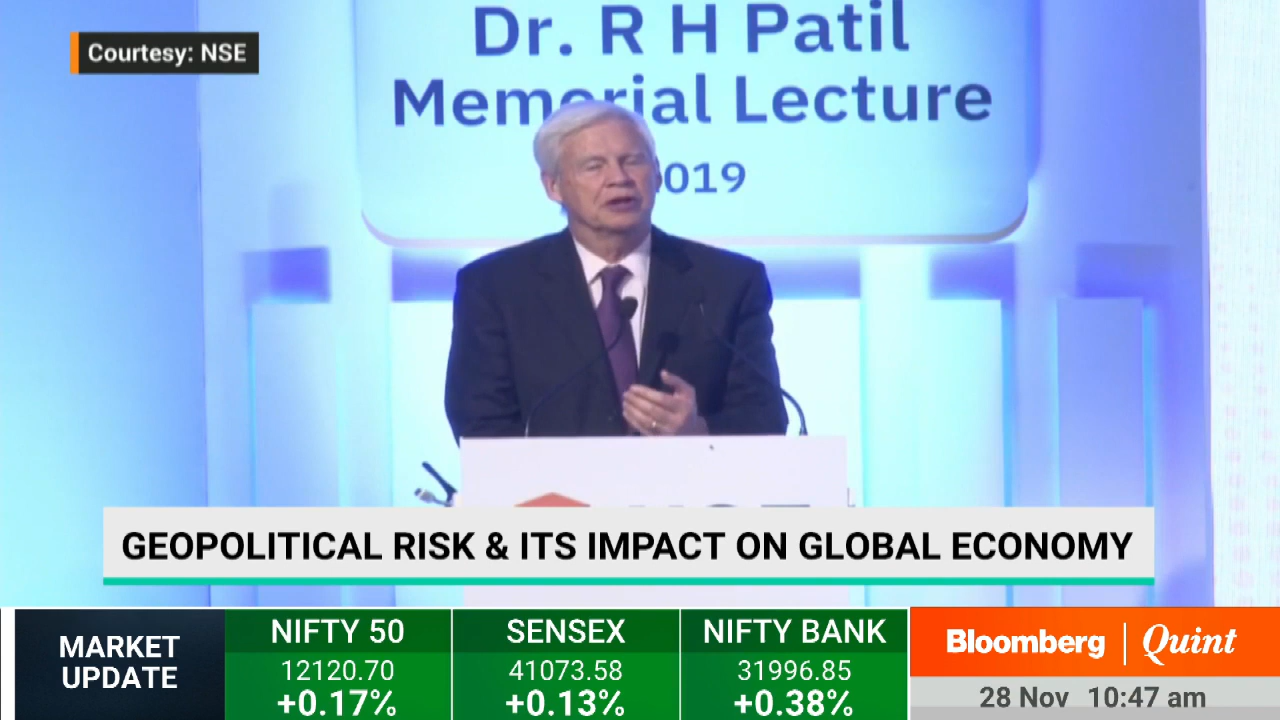 Courtesy: NSE
Dr. R H Patil
Memorial Lecture
2019
GEOPOLITICAL RISK & ITS IMPACT ON GLOBAL ECONOMY
MARKET
UPDATE
NIFTY 50
12120.70
+0.17%
SENSEX
41073.58
+0.13%
NIFTY BANK
31996.85
+0.38%
Bloomberg | Quint
28 Nov 10:47 am